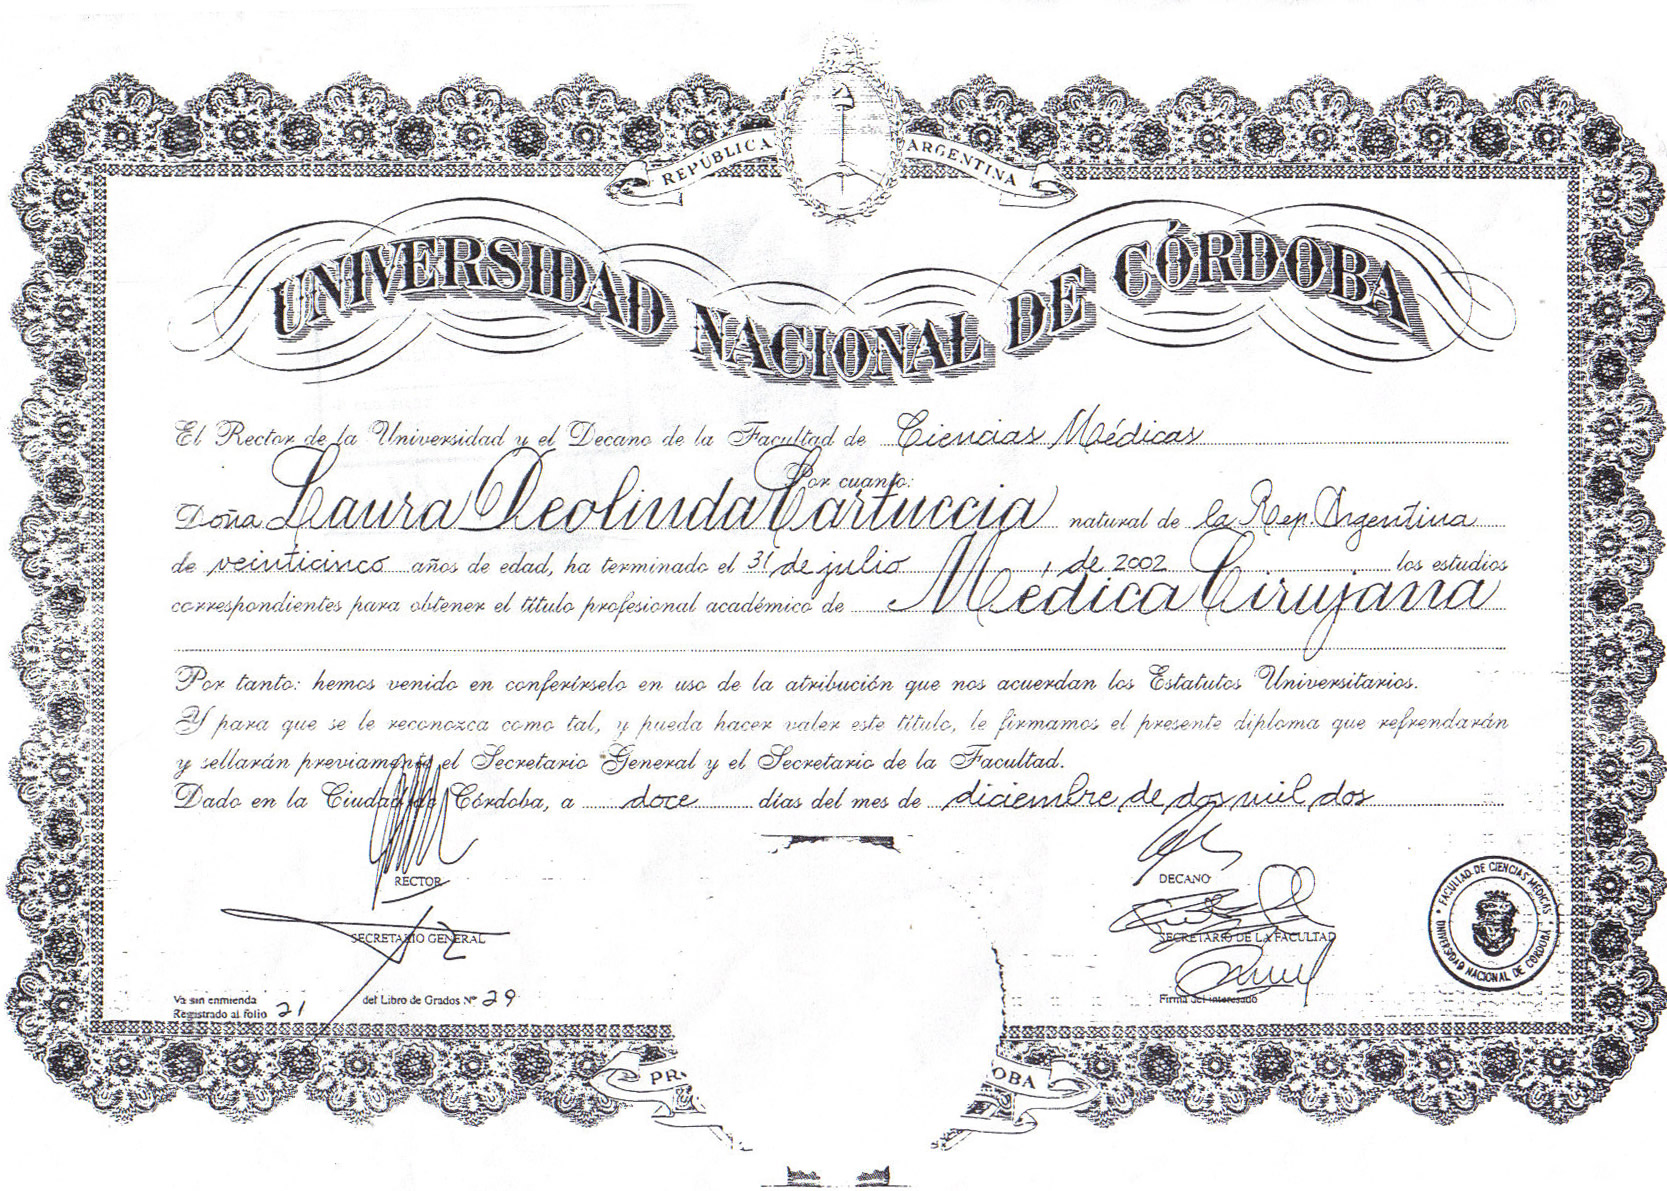 REPÚBLICA ARGENTINA
UNIVERSIDAD NACIONAL DE CÓRDOBA
El Rector de la Universidad y el Decano de la Facultad de Ciencias Médicas
Por cuanto:
Doña Laura Deolinda Cartuccia natural de la Rep. Argentina
de veinticinco años de edad, ha terminado el 31 de julio, de 2002 los estudios
correspondientes para obtener el título profesional académico de Médica Cirujana
Por tanto: hemos venido en conferírselo en uso de la atribución que nos acuerdan los Estatutos Universitarios.
Y para que se le reconozca como tal, y pueda hacer valer este título, le firmamos el presente diploma que refrendarán
y sellarán previamente el Secretario General y el Secretario de la Facultad.
Dado en la Ciudad de Córdoba, a doce días del mes de diciembre de dos mil dos
RECTOR
DECANO
SECRETARIO GENERAL
SECRETARIO DE LA FACULTAD
FACULTAD DE CIENCIAS MÉDICAS
UNIVERSIDAD NACIONAL DE CÓRDOBA
Va sin enmienda
Registrado al folio 21 del Libro de Grados Nº 29
Firma del interesado
PR
OBA